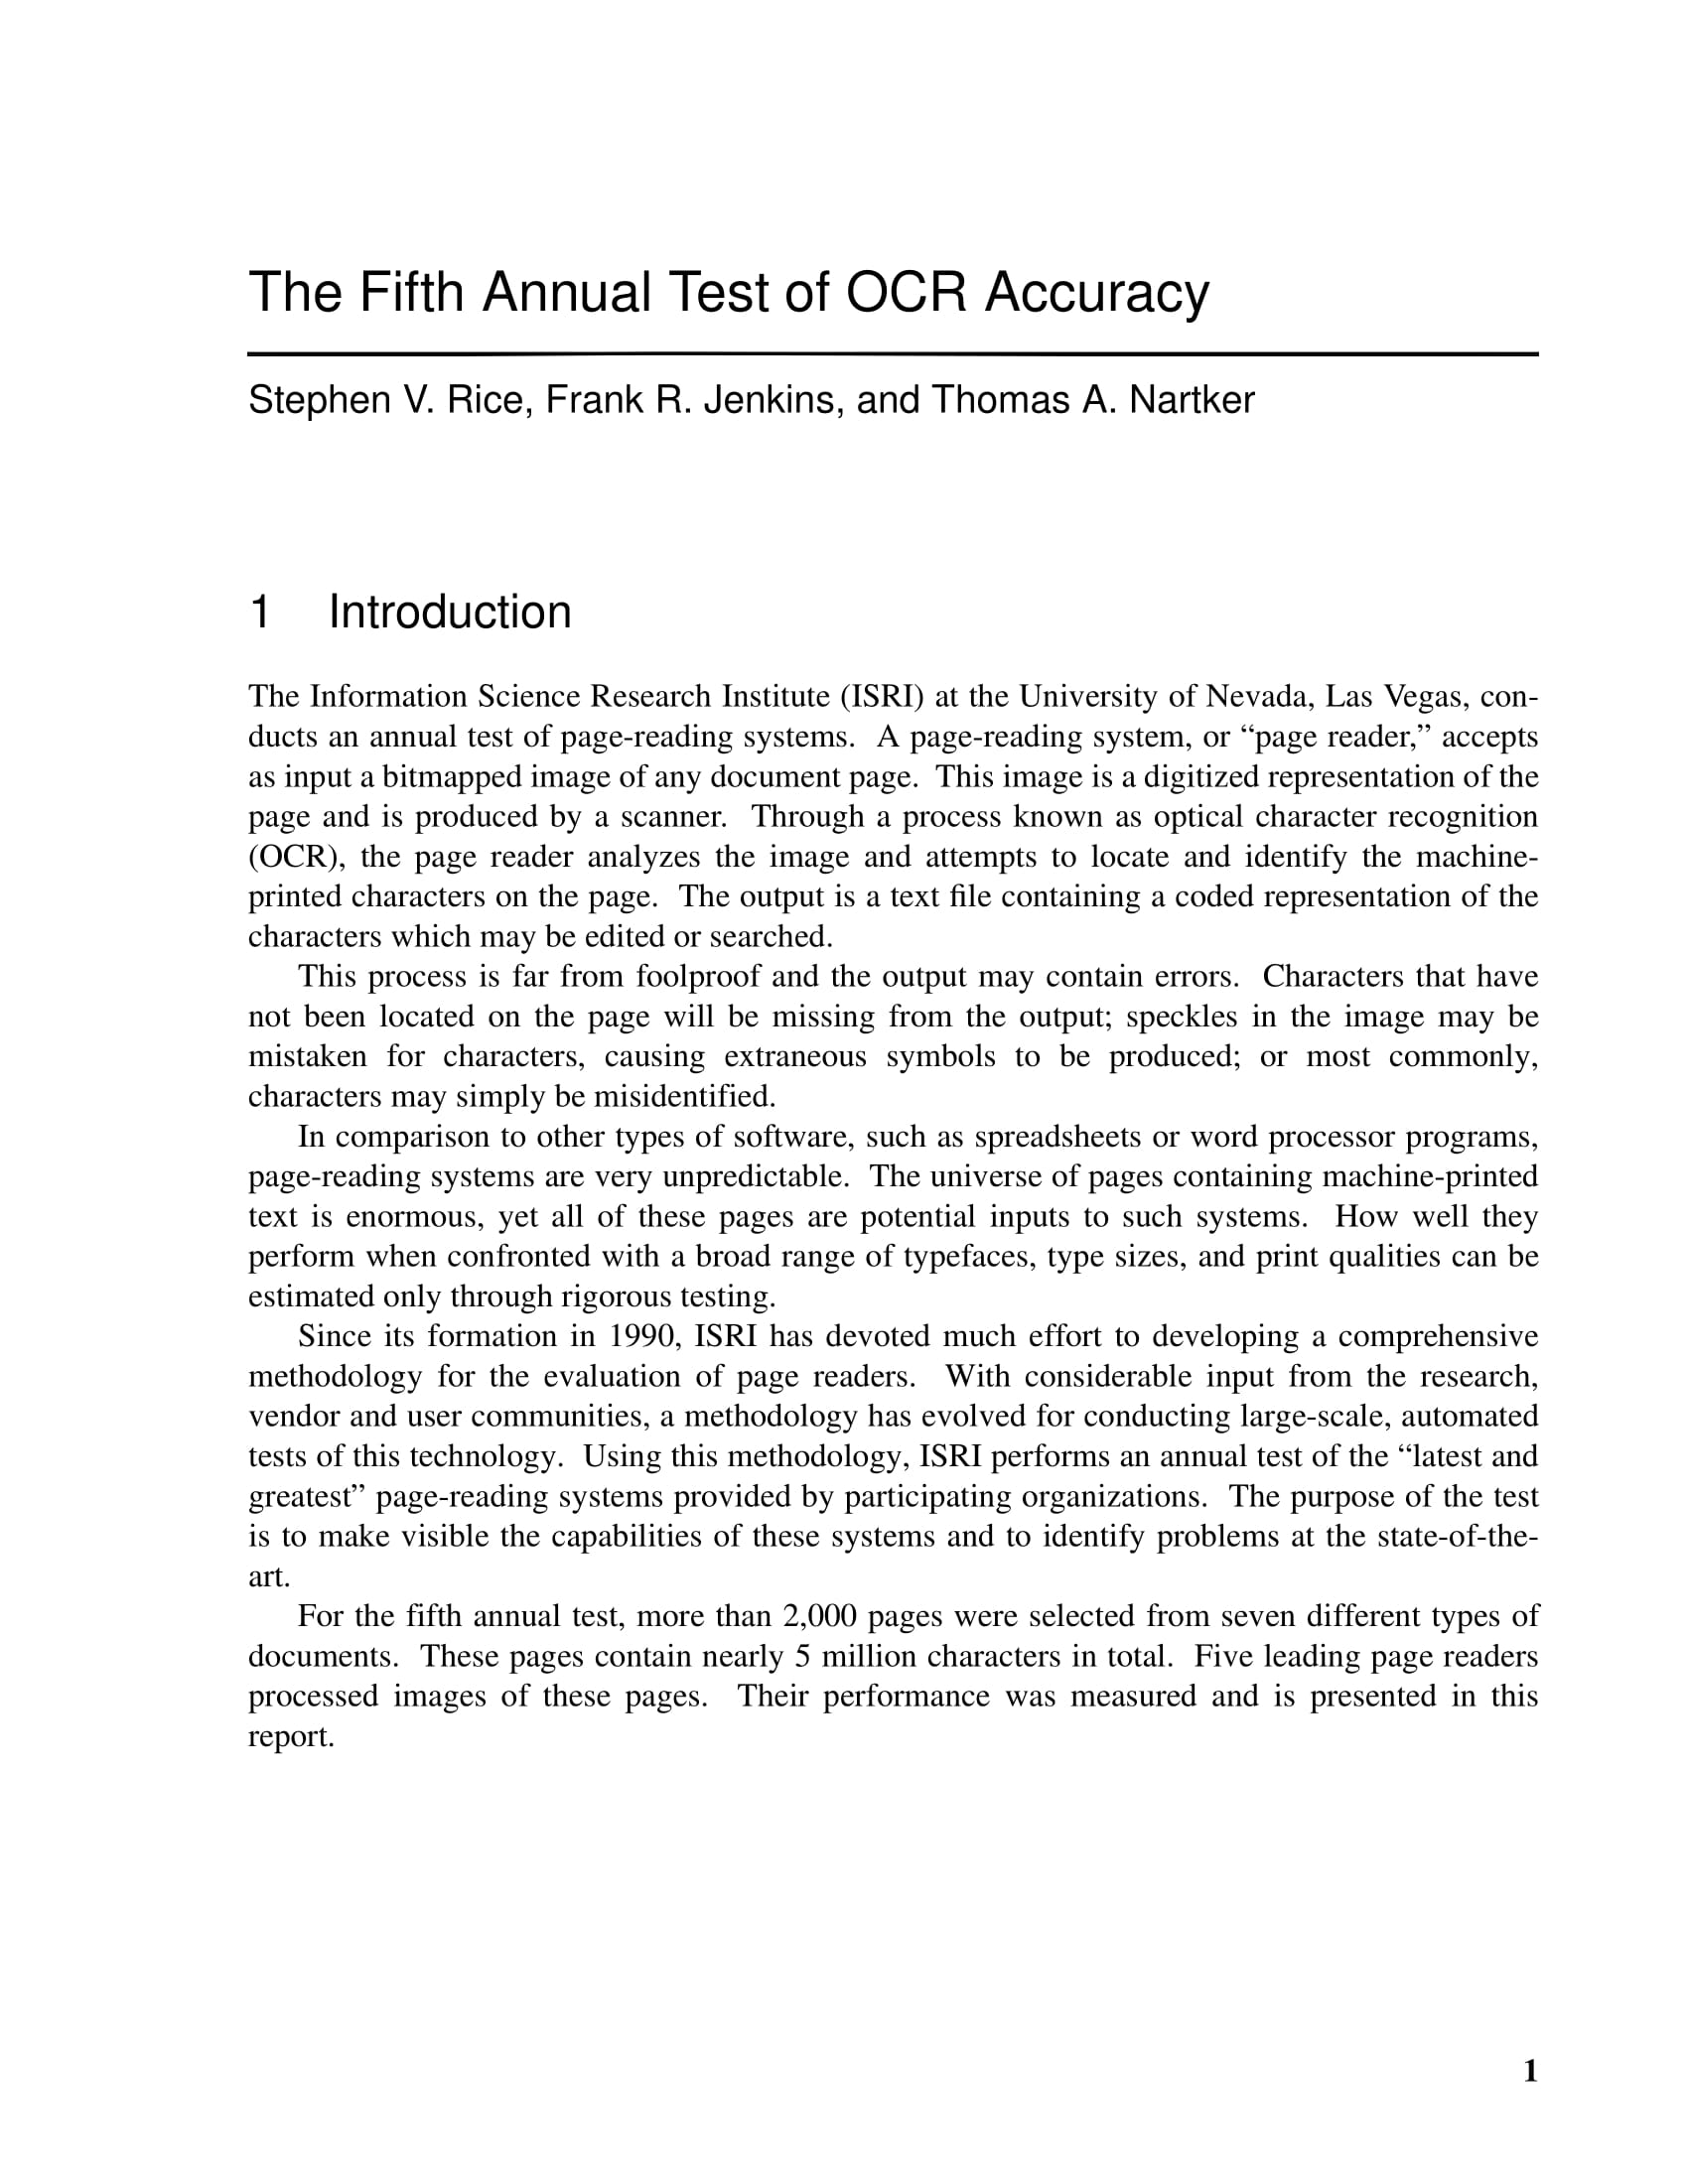 The Fifth Annual Test of OCR Accuracy
Stephen V. Rice, Frank R. Jenkins, and Thomas A. Nartker
1 Introduction
The Information Science Research Institute (ISRI) at the University of Nevada, Las Vegas, con-
ducts an annual test of page-reading systems. A page-reading system, or “page reader,” accepts
as input a bitmapped image of any document page. This image is a digitized representation of the
page and is produced by a scanner. Through a process known as optical character recognition
(OCR), the page reader analyzes the image and attempts to locate and identify the machine-
printed characters on the page. The output is a text file containing a coded representation of the
characters which may be edited or searched.
This process is far from foolproof and the output may contain errors. Characters that have
not been located on the page will be missing from the output; speckles in the image may be
mistaken for characters, causing extraneous symbols to be produced; or most commonly,
characters may simply be misidentified.
In comparison to other types of software, such as spreadsheets or word processor programs,
page-reading systems are very unpredictable. The universe of pages containing machine-printed
text is enormous, yet all of these pages are potential inputs to such systems. How well they
perform when confronted with a broad range of typefaces, type sizes, and print qualities can be
estimated only through rigorous testing.
Since its formation in 1990, ISRI has devoted much effort to developing a comprehensive
methodology for the evaluation of page readers. With considerable input from the research,
vendor and user communities, a methodology has evolved for conducting large-scale, automated
tests of this technology. Using this methodology, ISRI performs an annual test of the “latest and
greatest” page-reading systems provided by participating organizations. The purpose of the test
is to make visible the capabilities of these systems and to identify problems at the state-of-the-
art.
For the fifth annual test, more than 2,000 pages were selected from seven different types of
documents. These pages contain nearly 5 million characters in total. Five leading page readers
processed images of these pages. Their performance was measured and is presented in this
report.
1